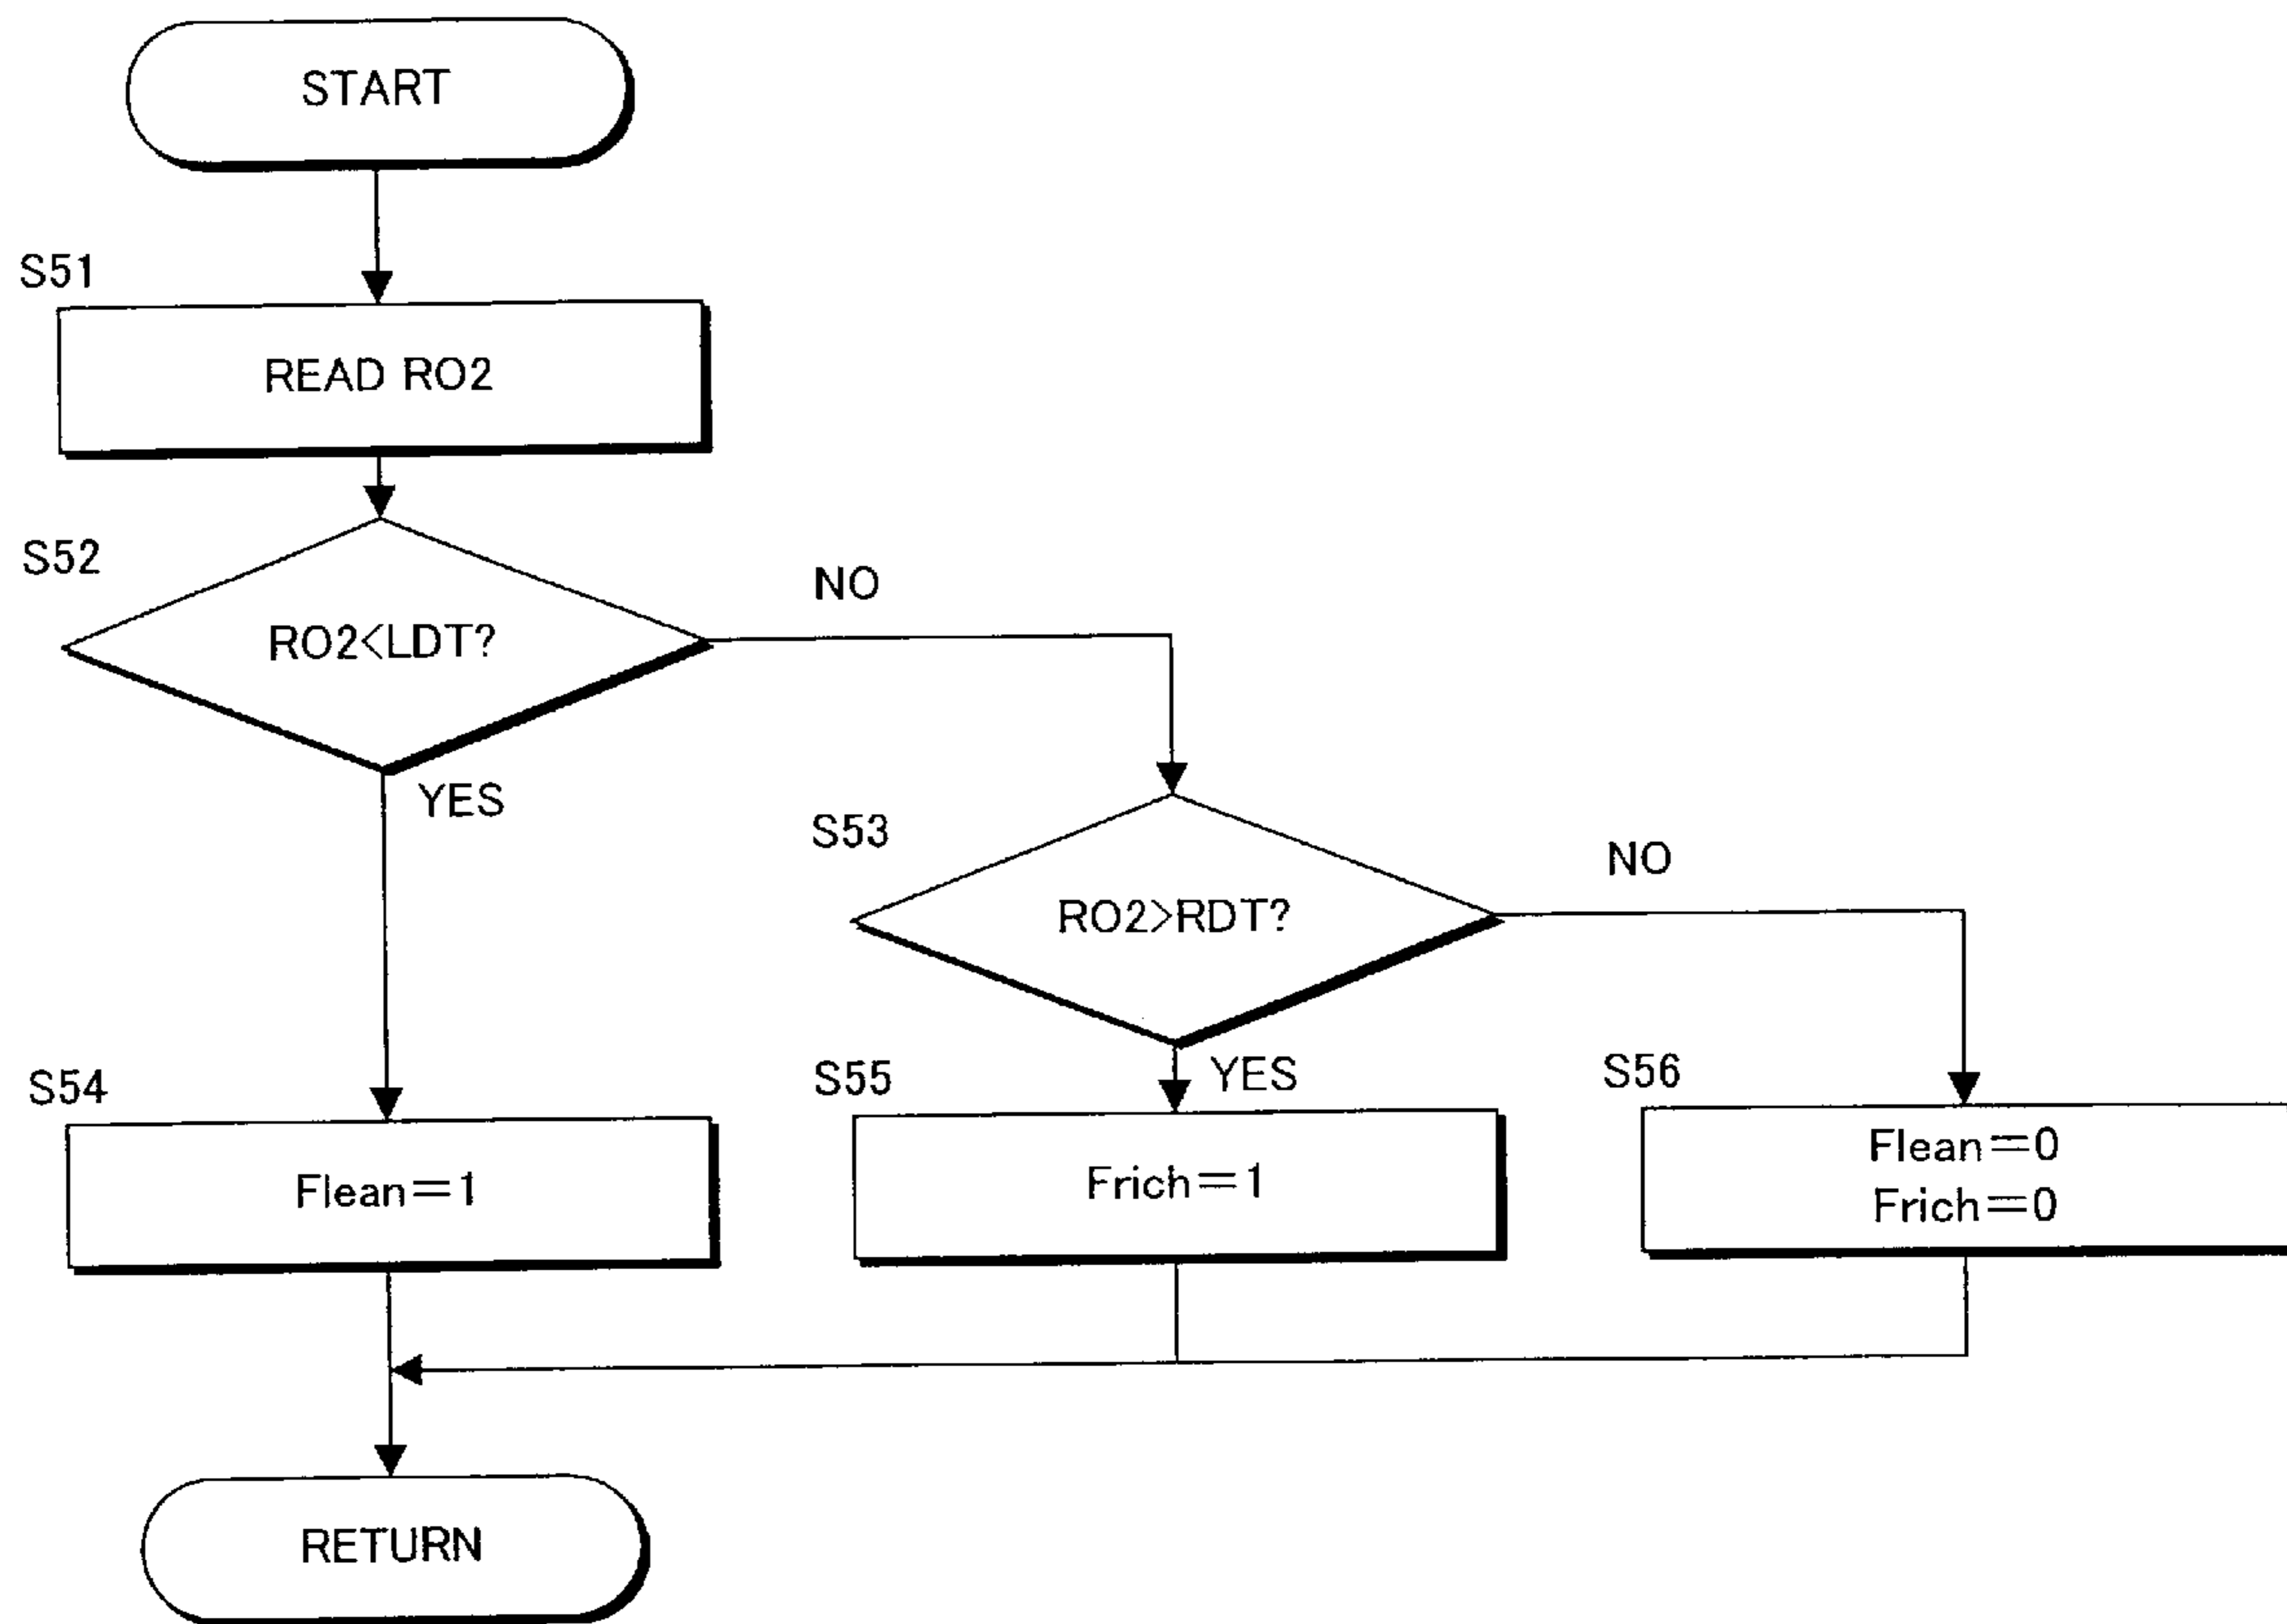 START
S51
READ RO2
S52
RO2<LDT?
NO
YES
S53
RO2>RDT?
NO
YES
S54
Flean=1
S55
Frich=1
S56
Flean=0
Frich=0
RETURN